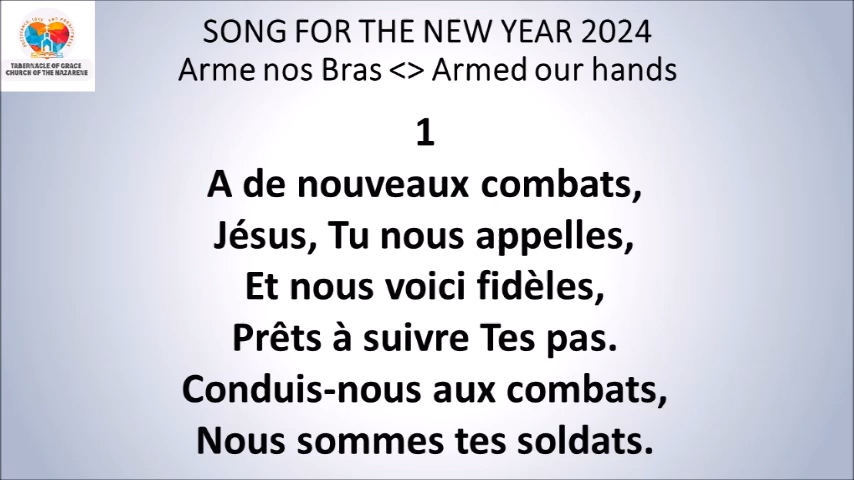 SONG FOR THE NEW YEAR 2024
Arme nos Bras <> Armed our hands
TABERNACLE OF GRACE
CHURCH OF THE NAZARENE
1
A de nouveaux combats,
Jésus, Tu nous appelles,
Et nous voici fidèles,
Prêts à suivre Tes pas.
Conduis-nous aux combats,
Nous sommes tes soldats.